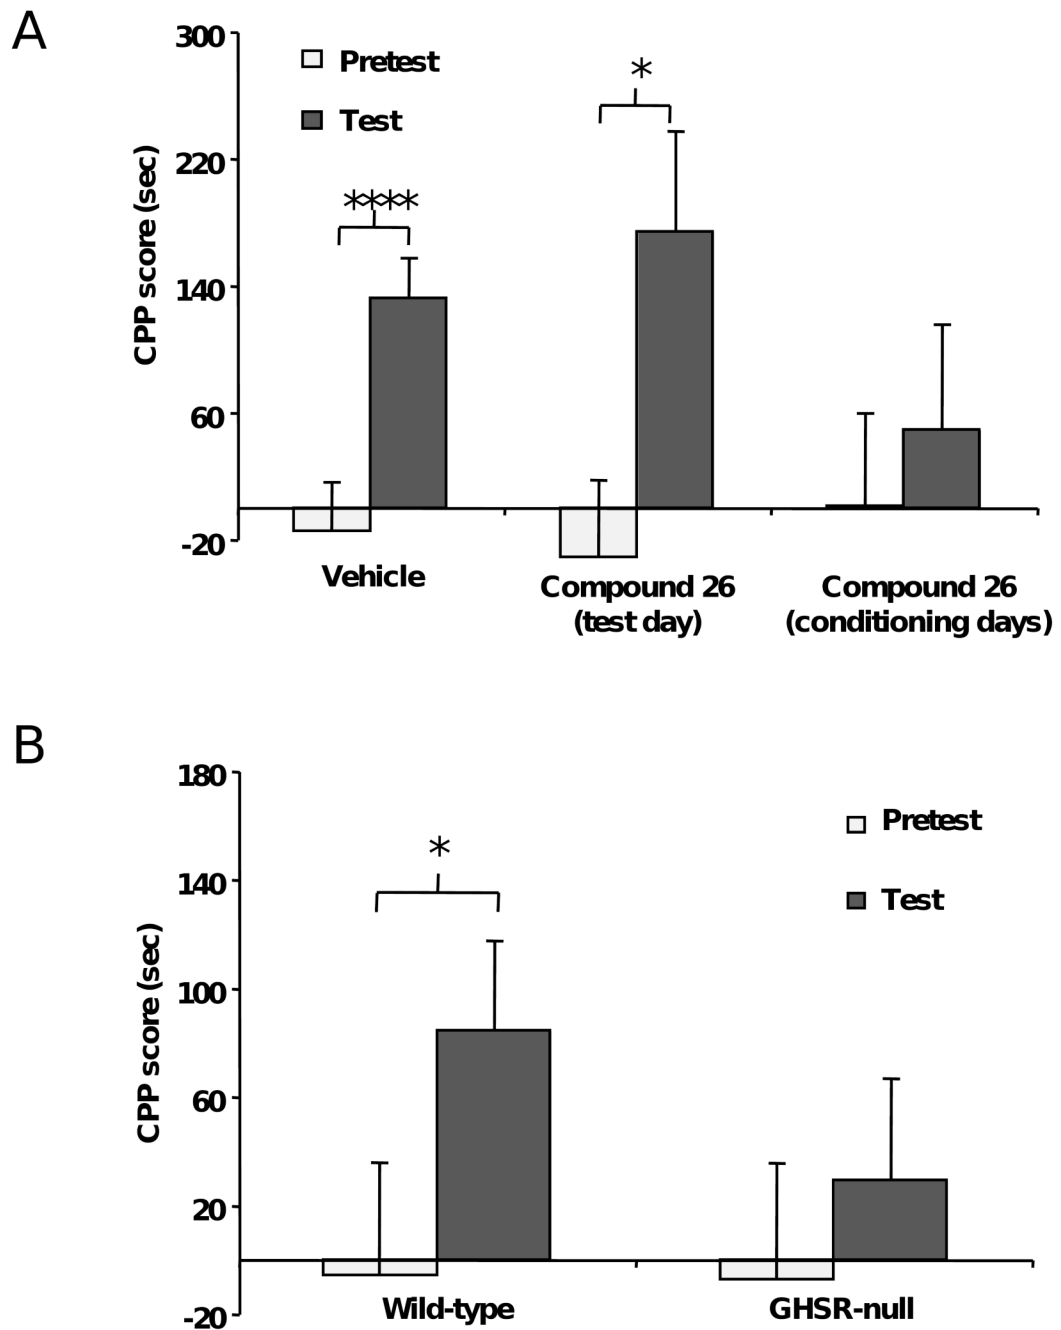 A
300
Pretest
*
Test
220
****
CPP score (sec)
140
60
-20
Vehicle
Compound 26
(test day)
Compound 26
(conditioning days)
B
180
Pretest
*
140
Test
CPP score (sec)
100
60
20
-20
Wild-type
GHSR-null